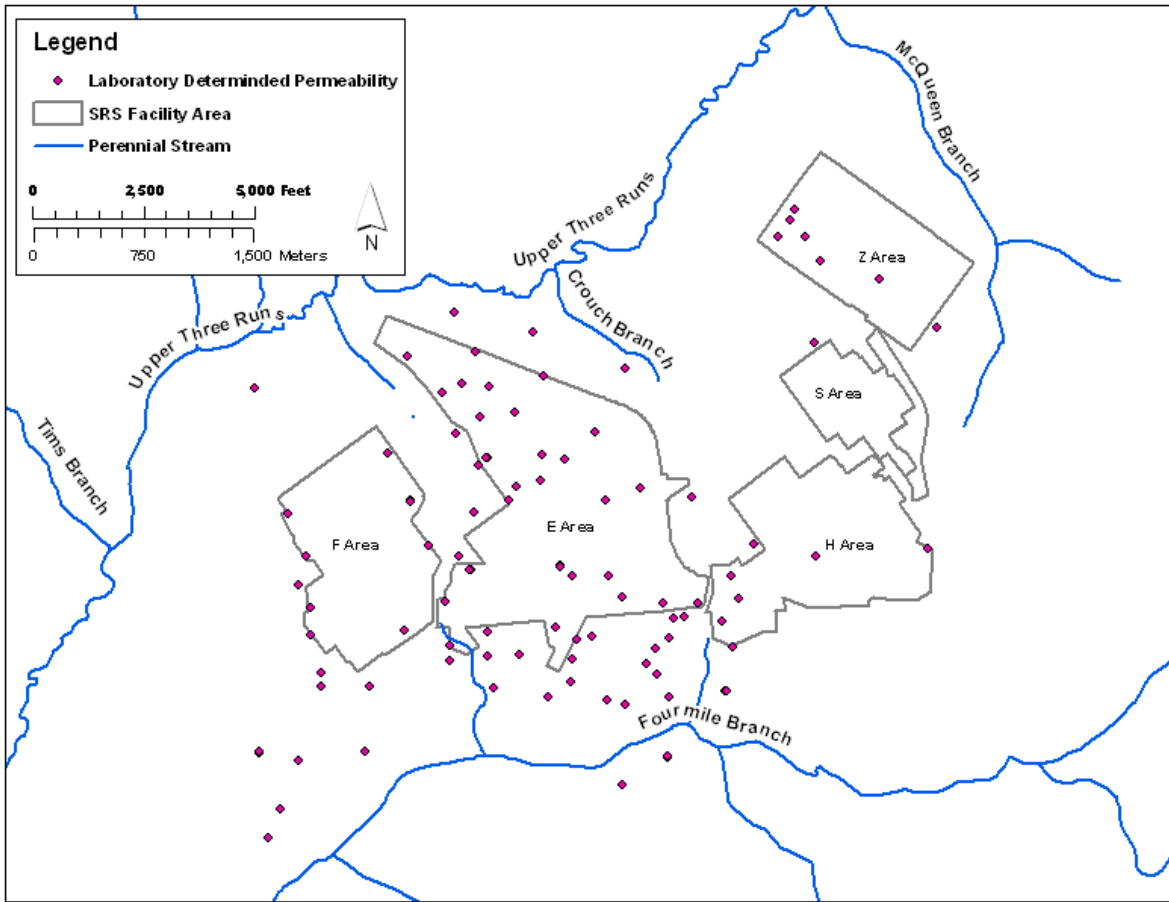 Legend
Laboratory Determinded Permeability
SRS Facility Area
Perennial Stream
0 2,500 5,000 Feet
0 750 1,500 Meters
N
McQueen Branch
Upper Three Runs
Z Area
Crouch Branch
Upper Three Runs
S Area
Tims Branch
F Area
E Area
H Area
Fourmile Branch